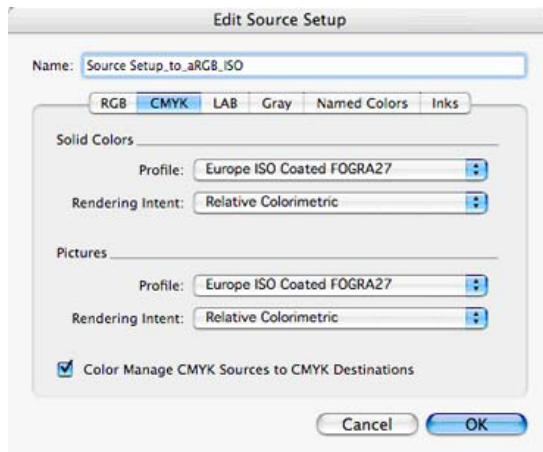 Edit Source Setup
Name: Source Setup_to_aRGB_ISO
RGB CMYK LAB Gray Named Colors Inks
Solid Colors
Profile: Europe ISO Coated FOGRA27
Rendering Intent: Relative Colorimetric
Pictures
Profile: Europe ISO Coated FOGRA27
Rendering Intent: Relative Colorimetric
Color Manage CMYK Sources to CMYK Destinations
Cancel OK